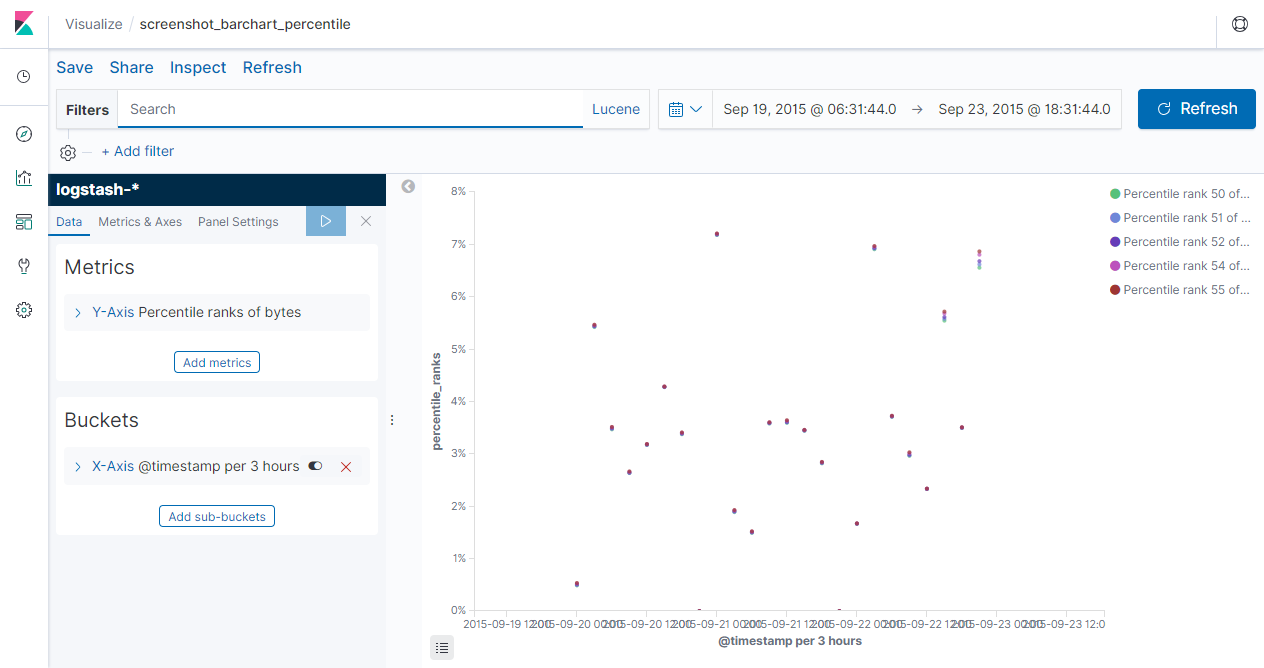 Visualize / screenshot_barchart_percentile
Save Share Inspect Refresh
Filters Search Lucene Sep 19, 2015 @ 06:31:44.0 → Sep 23, 2015 @ 18:31:44.0 Refresh
+ Add filter
logstash-*
Data Metrics & Axes Panel Settings
Metrics
Y-Axis Percentile ranks of bytes
Add metrics
Buckets
X-Axis @timestamp per 3 hours
Add sub-buckets
percentile_ranks
8%
7%
6%
5%
4%
3%
2%
1%
0%
2015-09-19 12:00 2015-09-20 00:00 2015-09-20 12:00 2015-09-21 00:00 2015-09-21 12:00 2015-09-22 00:00 2015-09-22 12:00 2015-09-23 00:00 2015-09-23 12:0
@timestamp per 3 hours
Percentile rank 50 of...
Percentile rank 51 of ...
Percentile rank 52 of...
Percentile rank 54 of...
Percentile rank 55 of...